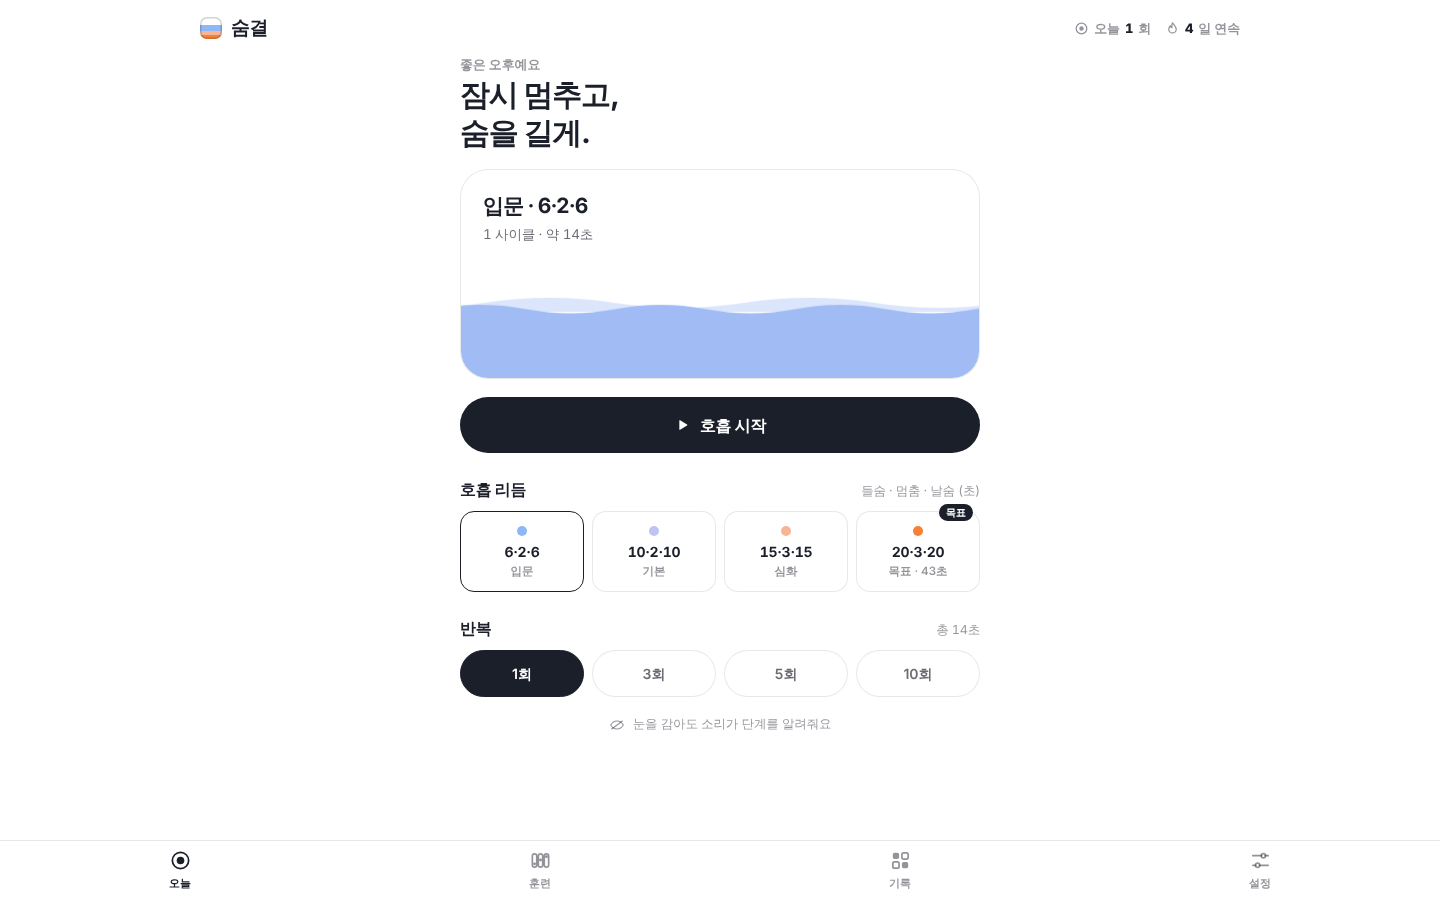 숨결
오늘 1 회 4 일 연속
좋은 오후예요
잠시 멈추고,
숨을 길게.
입문 · 6·2·6
1 사이클 · 약 14초
호흡 시작
호흡 리듬 들숨 · 멈춤 · 날숨 (초)
목표
6·2·6 10·2·10 15·3·15 20·3·20
입문 기본 심화 목표 · 43초
반복 총 14초
1회 3회 5회 10회
눈을 감아도 소리가 단계를 알려줘요
오늘 훈련 기록 설정